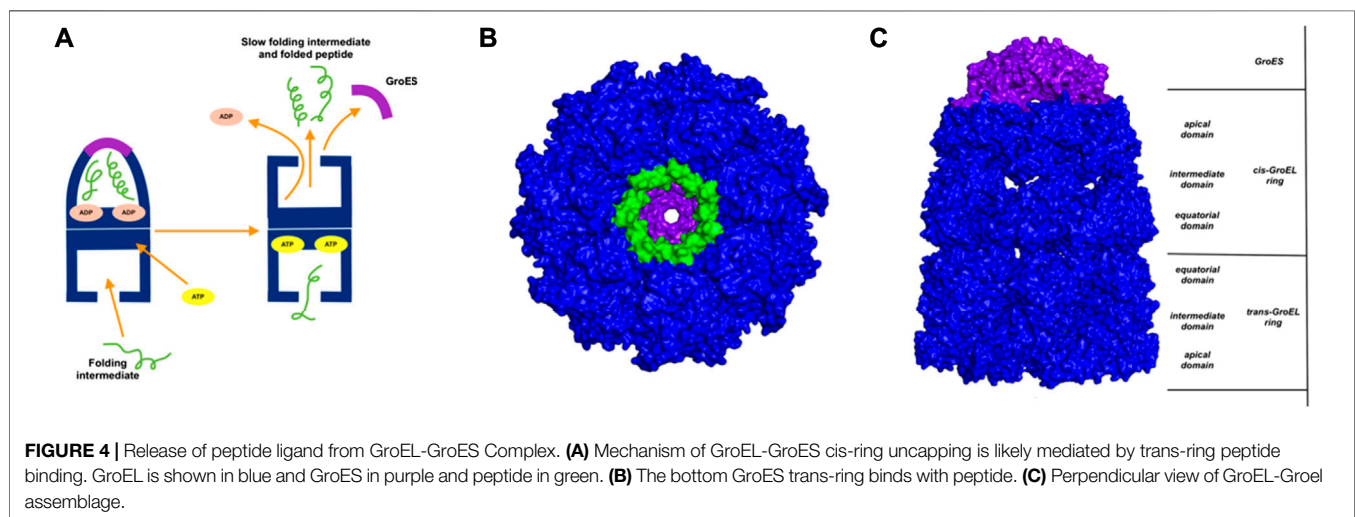 A
Slow folding intermediate
and folded peptide
GroES
ADP
ADP
ADP
ATP
ATP
ATP
Folding
intermediate
B
C
GroES
apical
domain
intermediate
domain
cis-GroEL
ring
equatorial
domain
equatorial
domain
intermediate
domain
trans-GroEL
ring
apical
domain
FIGURE 4 | Release of peptide ligand from GroEL-GroES Complex. (A) Mechanism of GroEL-GroES cis-ring uncapping is likely mediated by trans-ring peptide
binding. GroEL is shown in blue and GroES in purple and peptide in green. (B) The bottom GroES trans-ring binds with peptide. (C) Perpendicular view of GroEL-Groel
assemblage.